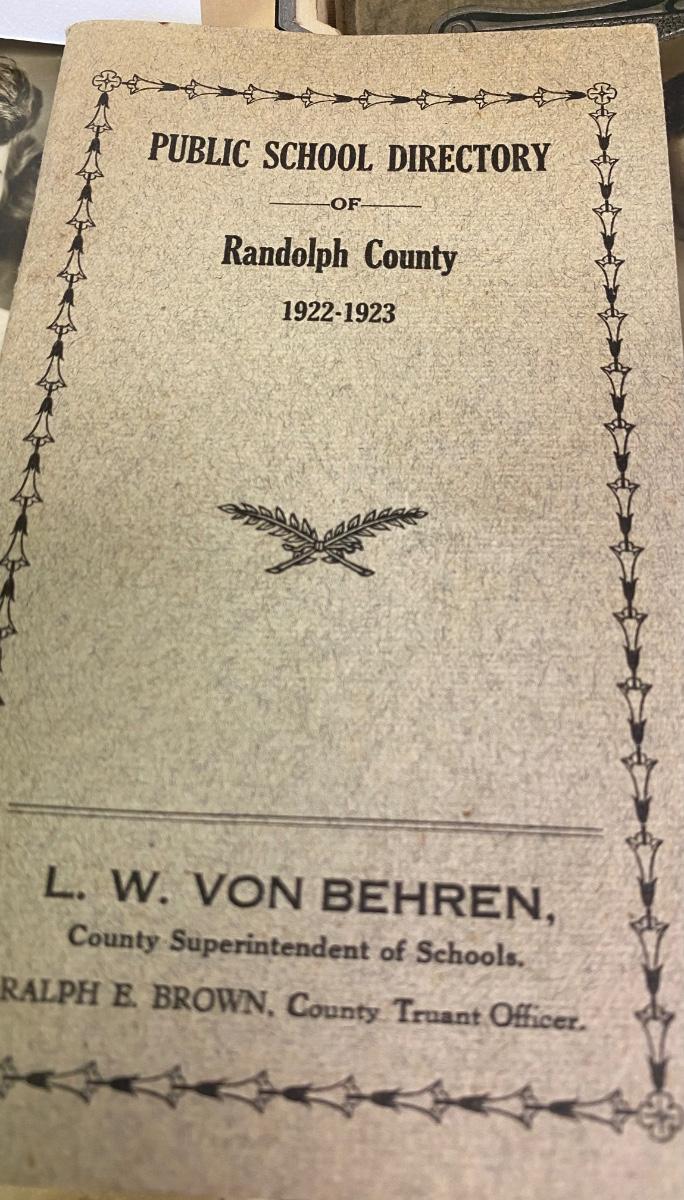 PUBLIC SCHOOL DIRECTORY
OF
Randolph County
1922-1923
L. W. VON BEHREN,
County Superintendent of Schools.
RALPH E. BROWN, County Truant Officer.